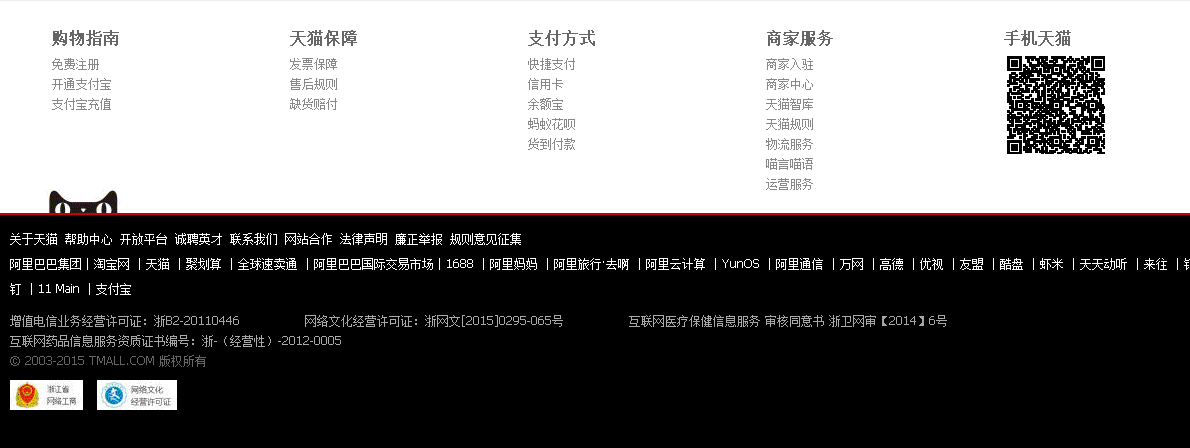 购物指南
免费注册
开通支付宝
支付宝充值
天猫保障
发票保障
售后规则
缺货赔付
支付方式
快捷支付
信用卡
余额宝
蚂蚁花呗
货到付款
商家服务
商家入驻
商家中心
天猫智库
天猫规则
物流服务
喵言喵语
运营服务
手机天猫
关于天猫 帮助中心 开放平台 诚聘英才 联系我们 网站合作 法律声明 廉正举报 规则意见征集
阿里巴巴集团|淘宝网 |天猫 |聚划算 |全球速卖通 |阿里巴巴国际交易市场|1688 |阿里妈妈 |阿里旅行·去啊 |阿里云计算 |YunOS |阿里通信 |万网 |高德 |优视 |友盟 |酷盘 |虾米 |天天动听 |来往 |
钉 |11 Main |支付宝
增值电信业务经营许可证：浙B2-20110446 网络文化经营许可证：浙网文[2015]0295-065号 互联网医疗保健信息服务 审核同意书 浙卫网审【2014】6号
互联网药品信息服务资质证书编号：浙-（经营性）-2012-0005
© 2003-2015 TMALL.COM 版权所有
浙江省
网络工商
网络文化
经营许可证